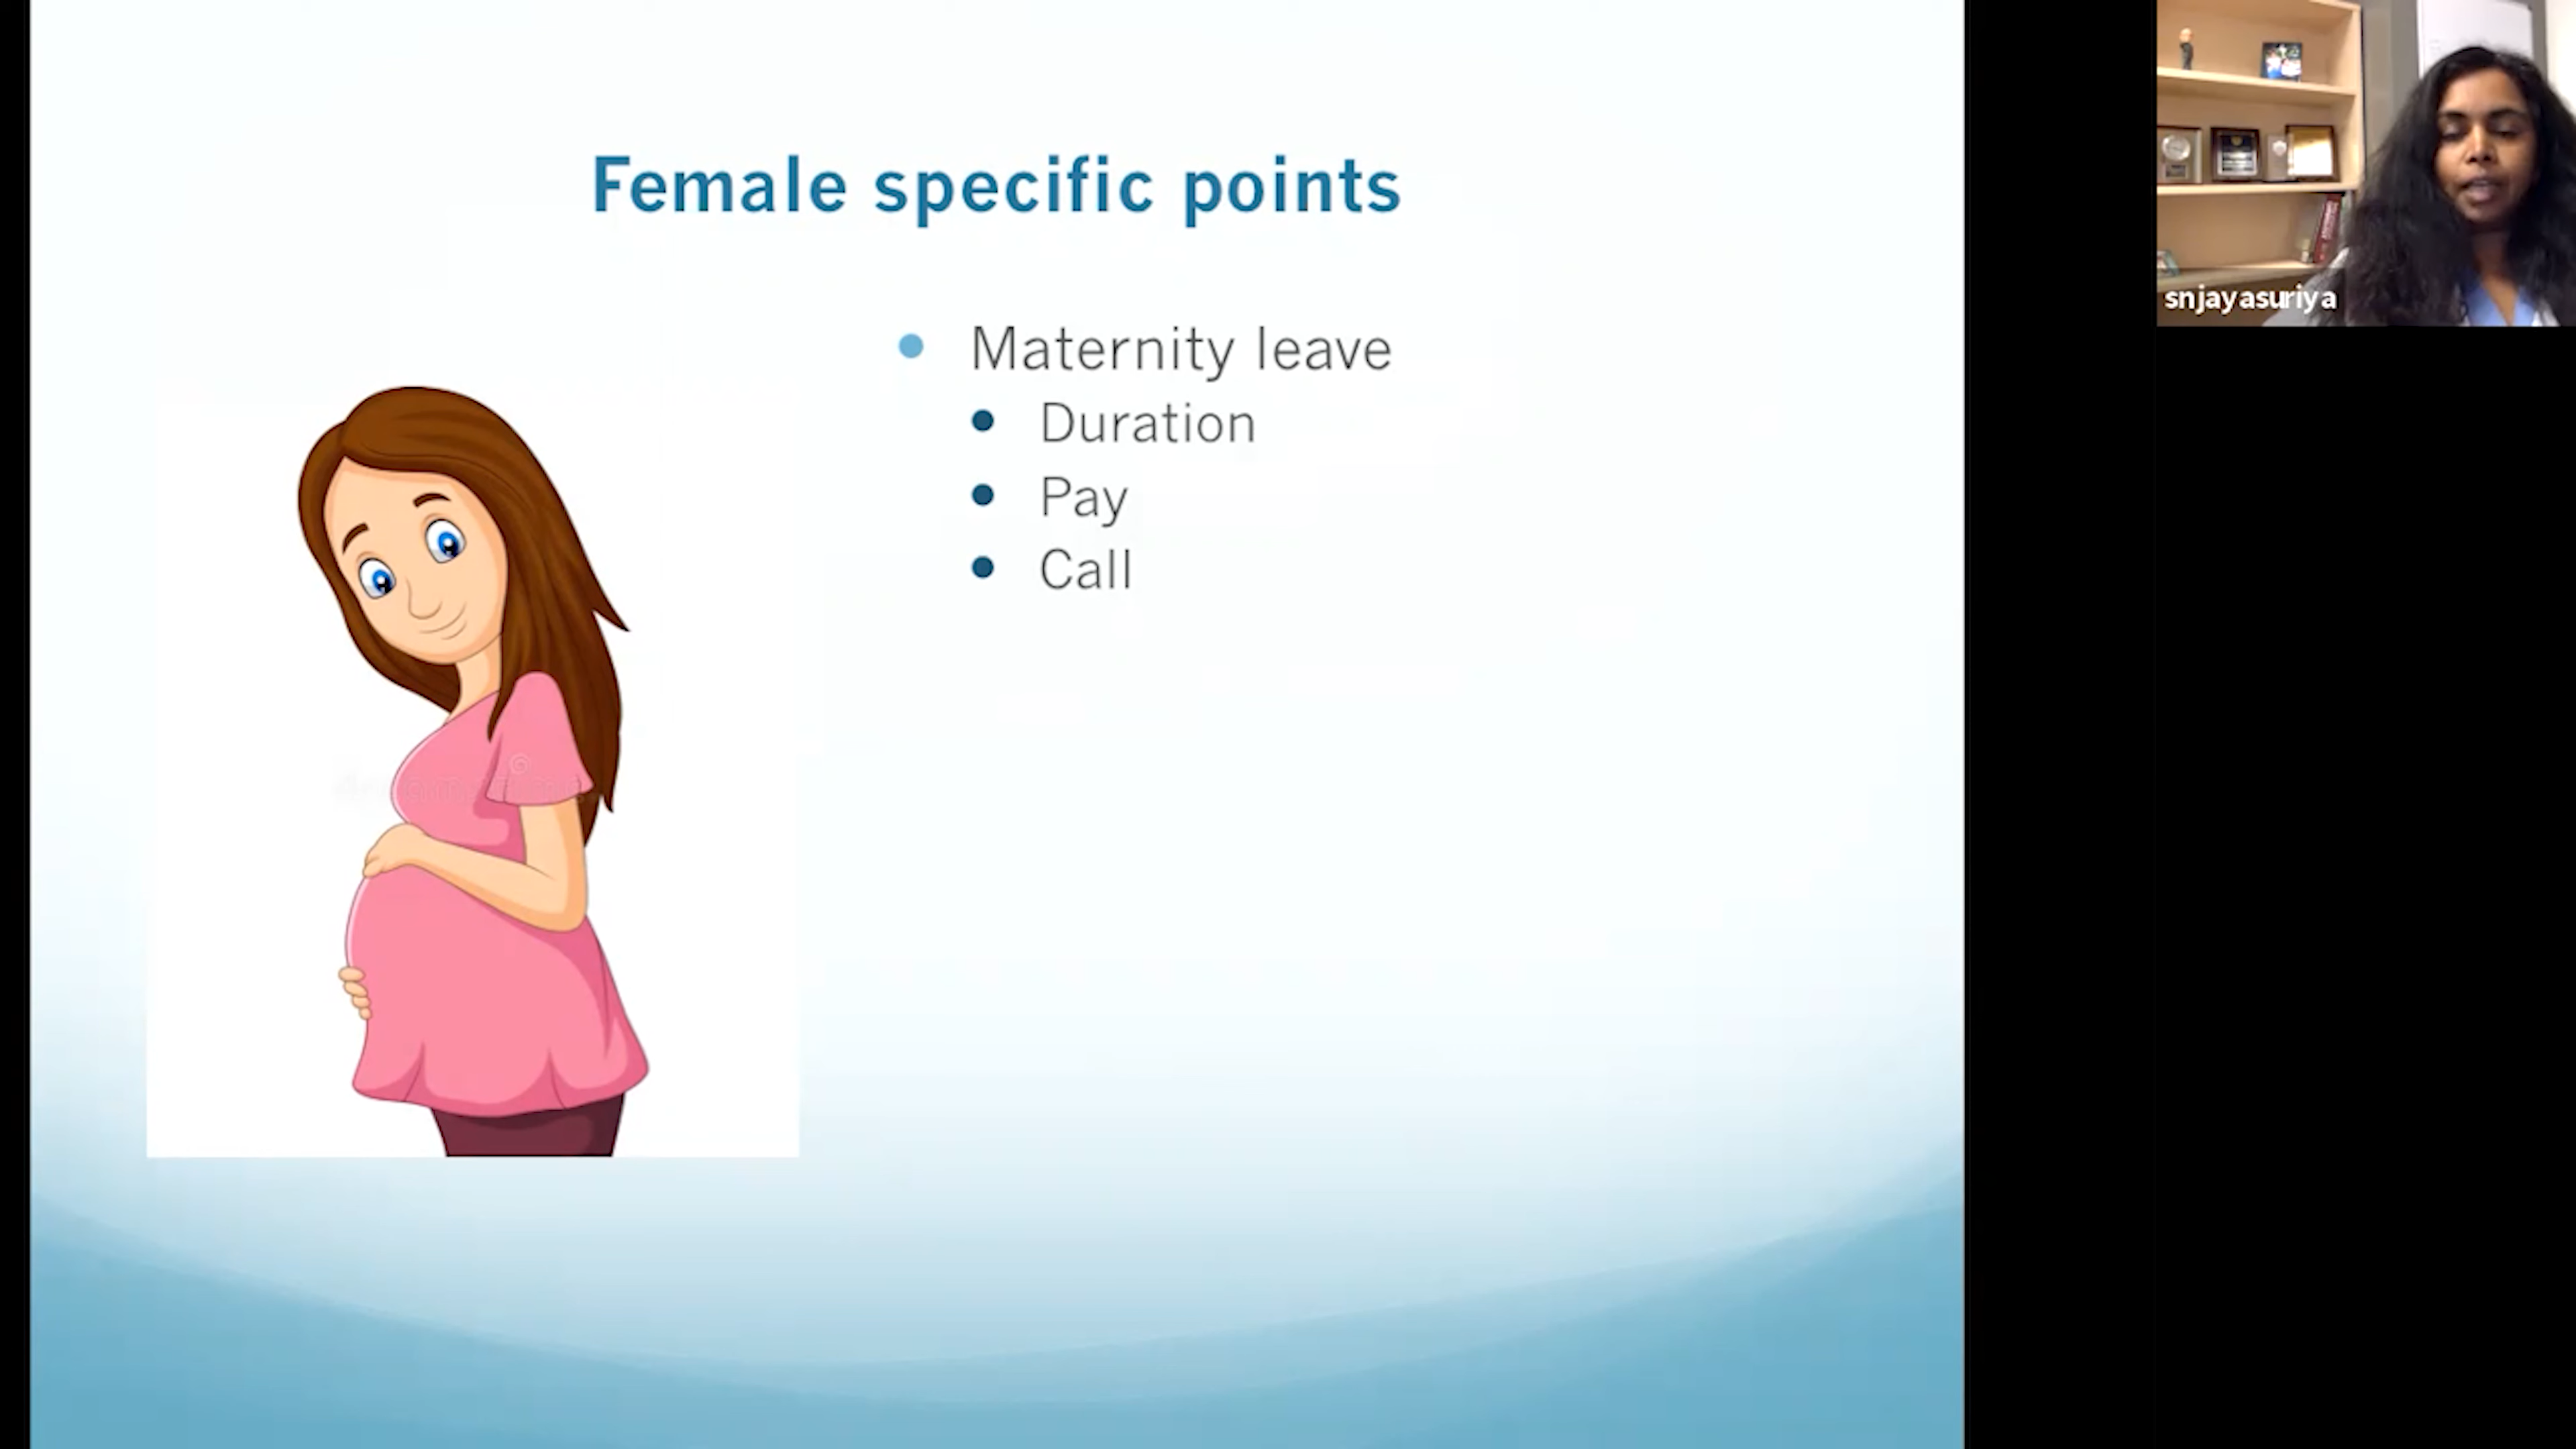 Female specific points
Maternity leave
Duration
Pay
Call
snjayasuriya